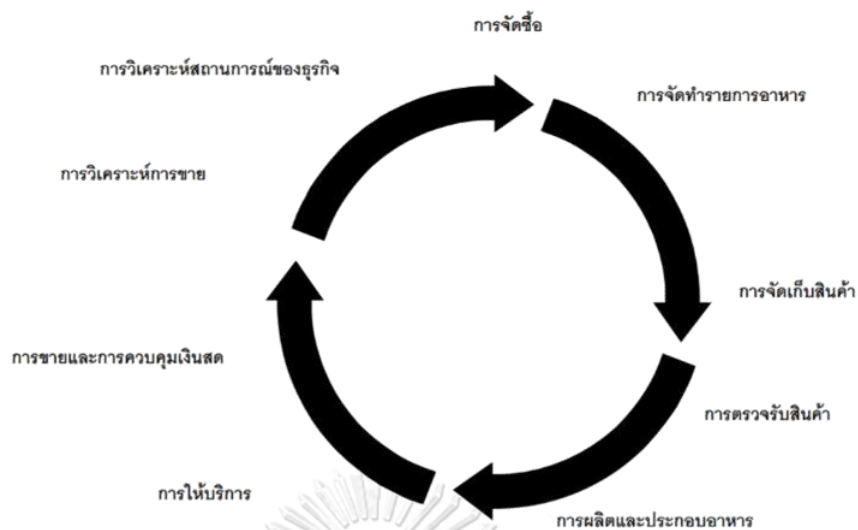 การจัดซื้อ
การวิเคราะห์สถานการณ์ของธุรกิจ
การจัดทำรายการอาหาร
การวิเคราะห์การขาย
การจัดเก็บสินค้า
การขายและการควบคุมเงินสด
การตรวจรับสินค้า
การให้บริการ
การผลิตและประกอบอาหาร